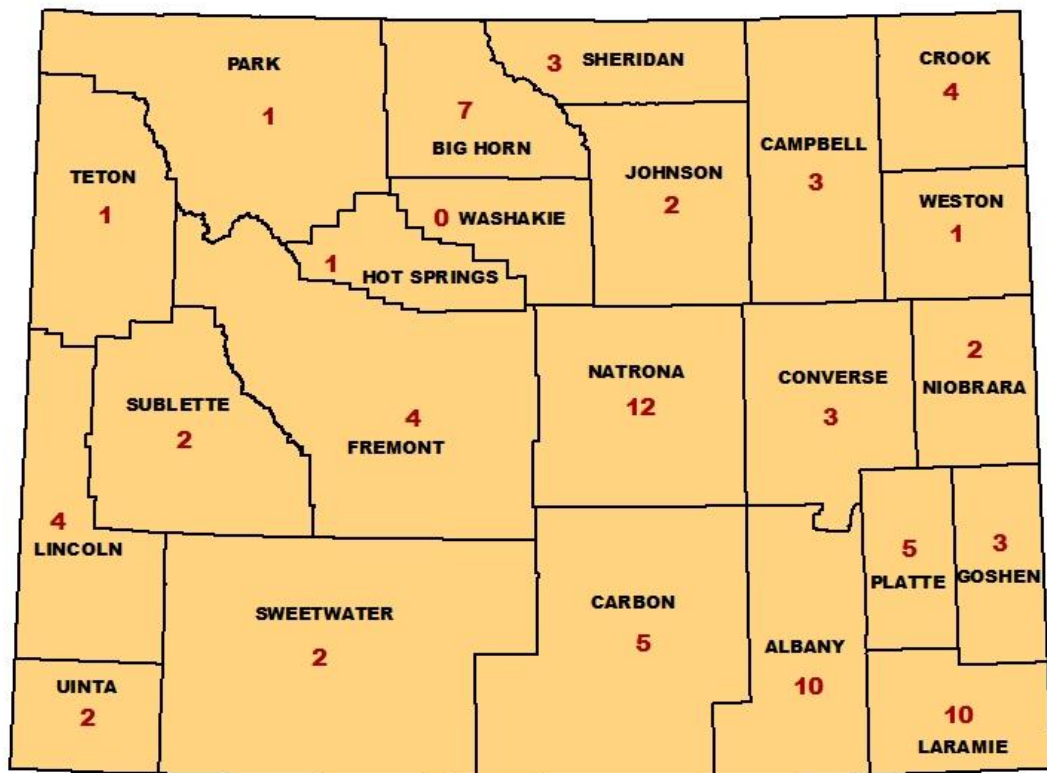 PARK
1
3 SHERIDAN
CROOK
4
7
BIG HORN
CAMPBELL
3
TETON
1
JOHNSON
2
WESTON
1
0 WASHAKIE
1 HOT SPRINGS
SUBLETTE
2
4
FREMONT
NATRONA
12
CONVERSE
3
2
NIOBRARA
4
LINCOLN
SWEETWATER
2
CARBON
5
5
PLATTE
3
GOSHEN
ALBANY
10
UINTA
2
10
LARAMIE